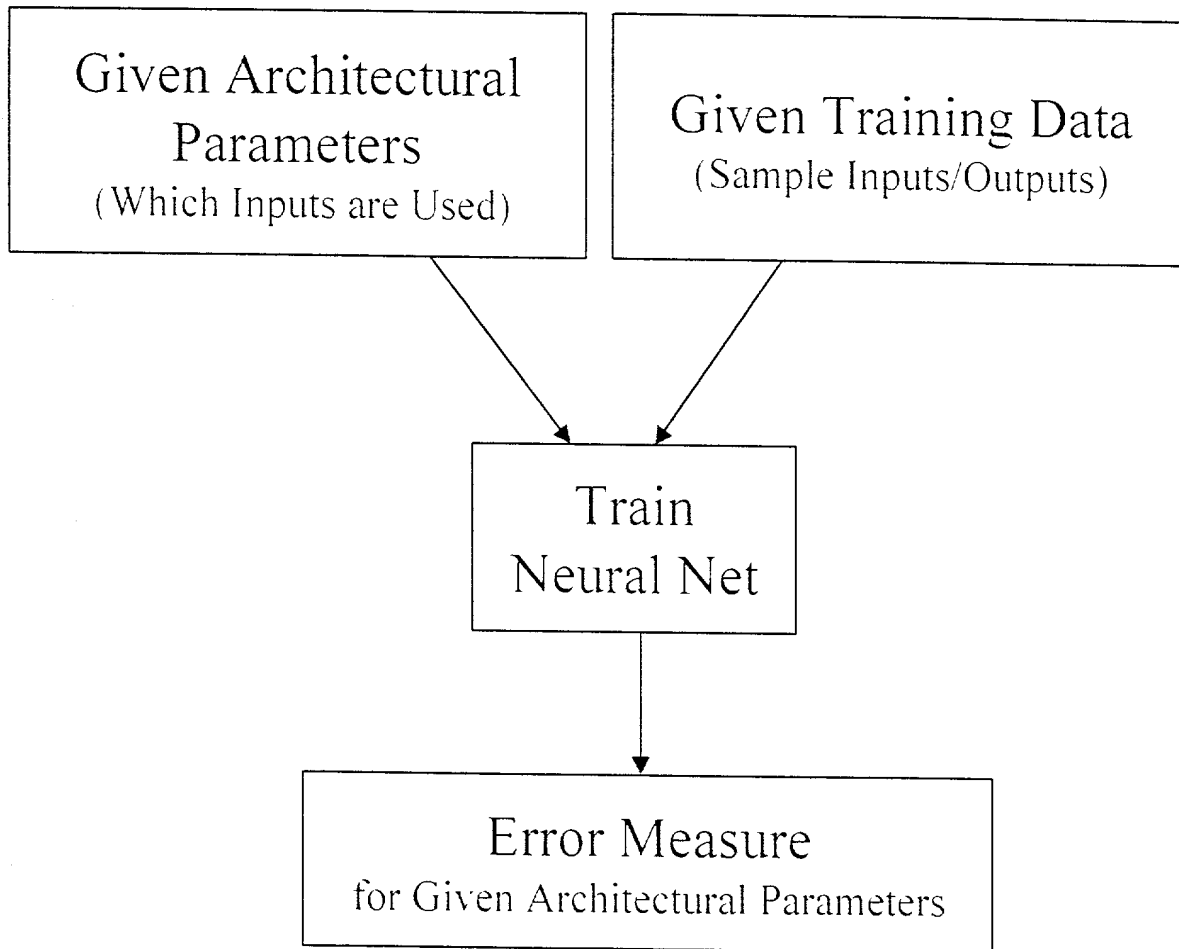 Given Architectural
Parameters
(Which Inputs are Used)
Given Training Data
(Sample Inputs/Outputs)
Train
Neural Net
Error Measure
for Given Architectural Parameters